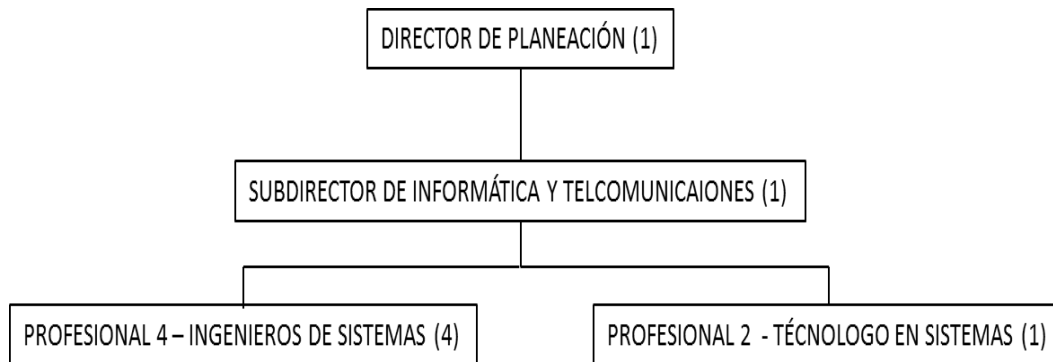 DIRECTOR DE PLANEACIÓN (1)
SUBDIRECTOR DE INFORMÁTICA Y TELCOMUNICAIONES (1)
PROFESIONAL 4 – INGENIEROS DE SISTEMAS (4)
PROFESIONAL 2 - TÉCNOLOGO EN SISTEMAS (1)